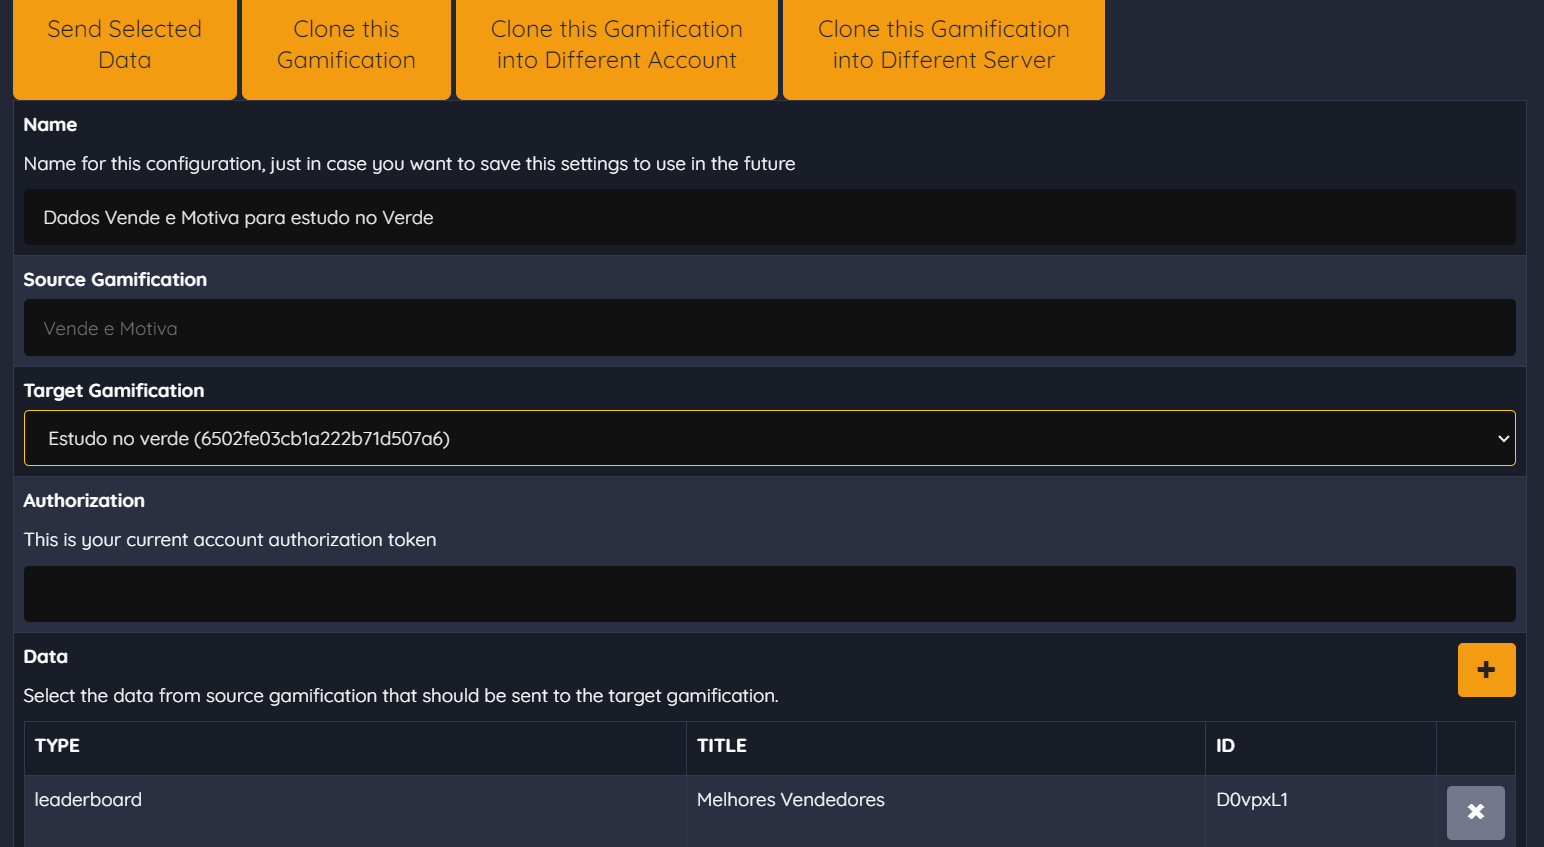 Send Selected
Data
Clone this
Gamification
Clone this Gamification
into Different Account
Clone this Gamification
into Different Server
Name
Name for this configuration, just in case you want to save this settings to use in the future
Dados Vende e Motiva para estudo no Verde
Source Gamification
Vende e Motiva
Target Gamification
Estudo no verde (6502fe03cb1a222b71d507a6)
Authorization
This is your current account authorization token
Data
Select the data from source gamification that should be sent to the target gamification.
TYPE TITLE ID
leaderboard Melhores Vendedores D0vpxL1